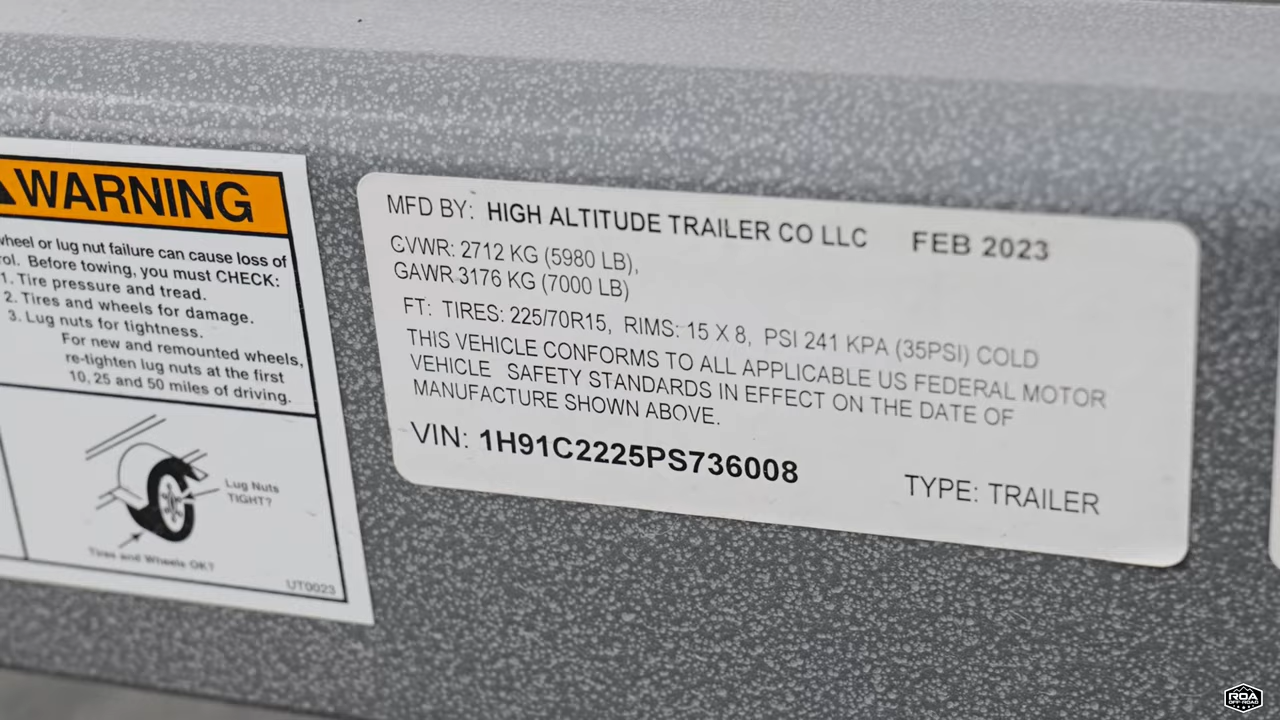 WARNING
wheel or lug nut failure can cause loss of
rol. Before towing, you must CHECK:
1. Tire pressure and tread.
2. Tires and wheels for damage.
3. Lug nuts for tightness.
For new and remounted wheels,
re-tighten lug nuts at the first
10, 25 and 50 miles of driving.
Lug Nuts
TIGHT?
Tires and Wheels OK?
UT0023
MFD BY: HIGH ALTITUDE TRAILER CO LLC FEB 2023
GVWR: 2712 KG (5980 LB),
GAWR 3176 KG (7000 LB)
FT: TIRES: 225/70R15, RIMS: 15 X 8, PSI 241 KPA (35PSI) COLD
THIS VEHICLE CONFORMS TO ALL APPLICABLE US FEDERAL MOTOR
VEHICLE SAFETY STANDARDS IN EFFECT ON THE DATE OF
MANUFACTURE SHOWN ABOVE.
VIN: 1H91C2225PS736008 TYPE: TRAILER
ROA
OFF-ROAD